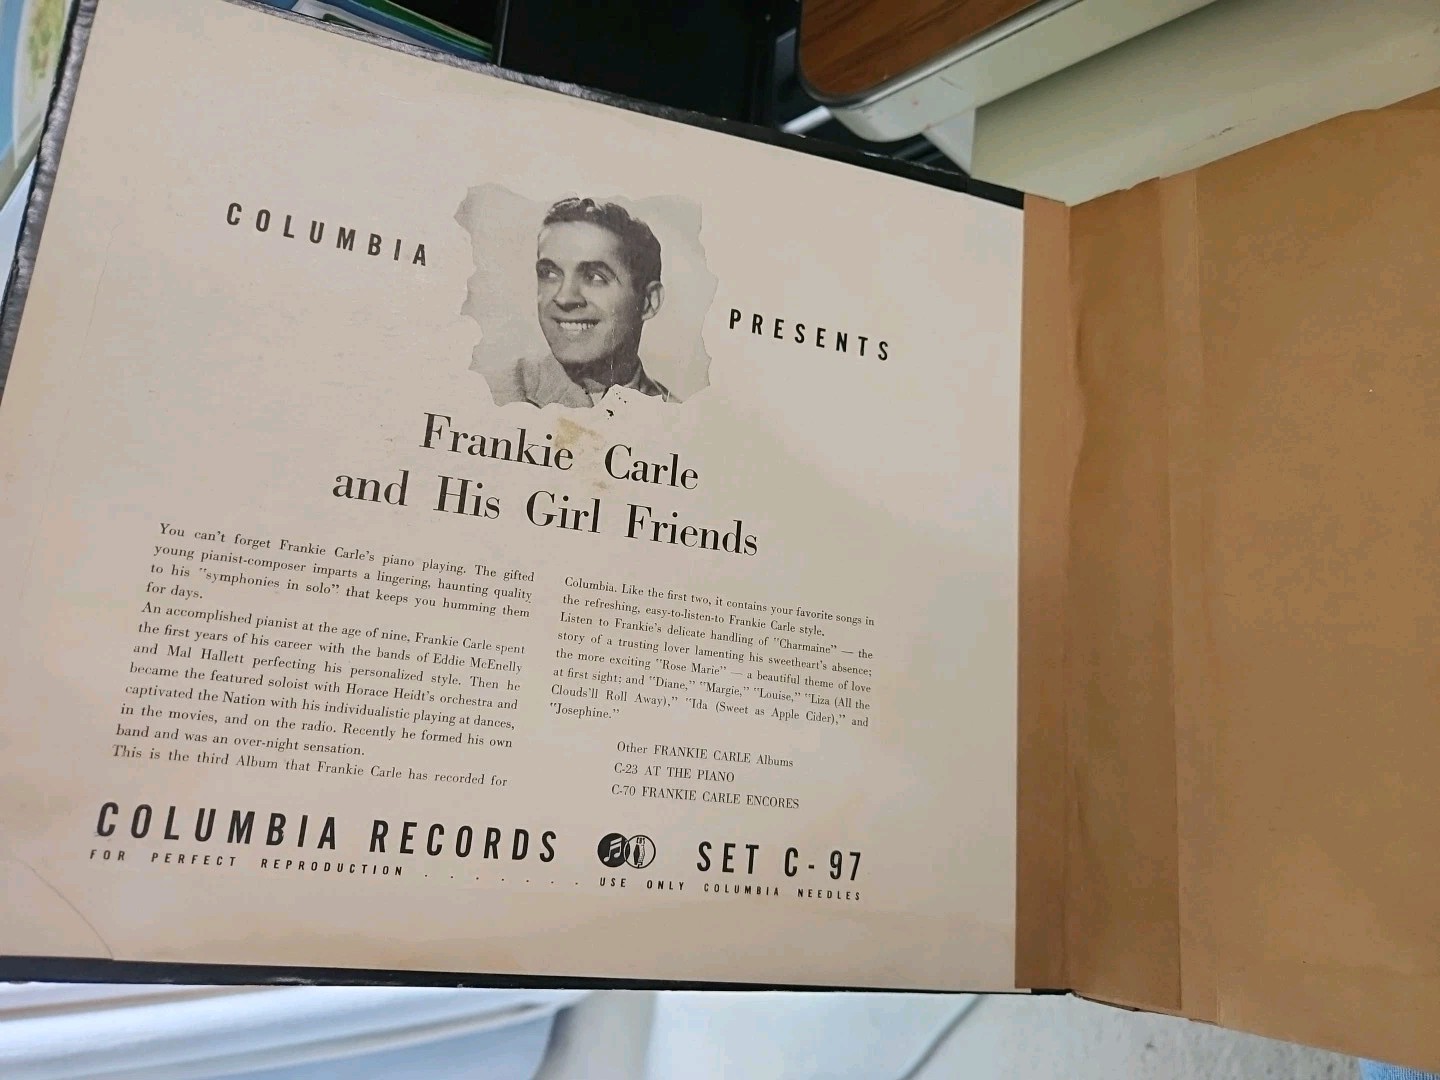 COLUMBIA
PRESENTS
Frankie Carle
and His Girl Friends
You can't forget Frankie Carle's piano playing. The gifted
young pianist-composer imparts a lingering, haunting quality
to his "symphonies in solo" that keeps you humming them
for days.
An accomplished pianist at the age of nine, Frankie Carle spent
the first years of his career with the bands of Eddie McEnelly
and Mal Hallett perfecting his personalized style. Then he
became the featured soloist with Horace Heidt's orchestra and
captivated the Nation with his individualistic playing at dances,
in the movies, and on the radio. Recently he formed his own
band and was an over-night sensation.
This is the third Album that Frankie Carle has recorded for
Columbia. Like the first two, it contains your favorite songs in
the refreshing, easy-to-listen-to Frankie Carle style.
Listen to Frankie's delicate handling of "Charmaine" — the
story of a trusting lover lamenting his sweetheart's absence;
the more exciting "Rose Marie" — a beautiful theme of love
at first sight; and "Diane," "Margie," "Louise," "Liza (All the
Clouds'll Roll Away)," "Ida (Sweet as Apple Cider)," and
"Josephine."
Other FRANKIE CARLE Albums
C-23 AT THE PIANO
C-70 FRANKIE CARLE ENCORES
COLUMBIA RECORDS SET C-97
FOR PERFECT REPRODUCTION . . . . . . . USE ONLY COLUMBIA NEEDLES